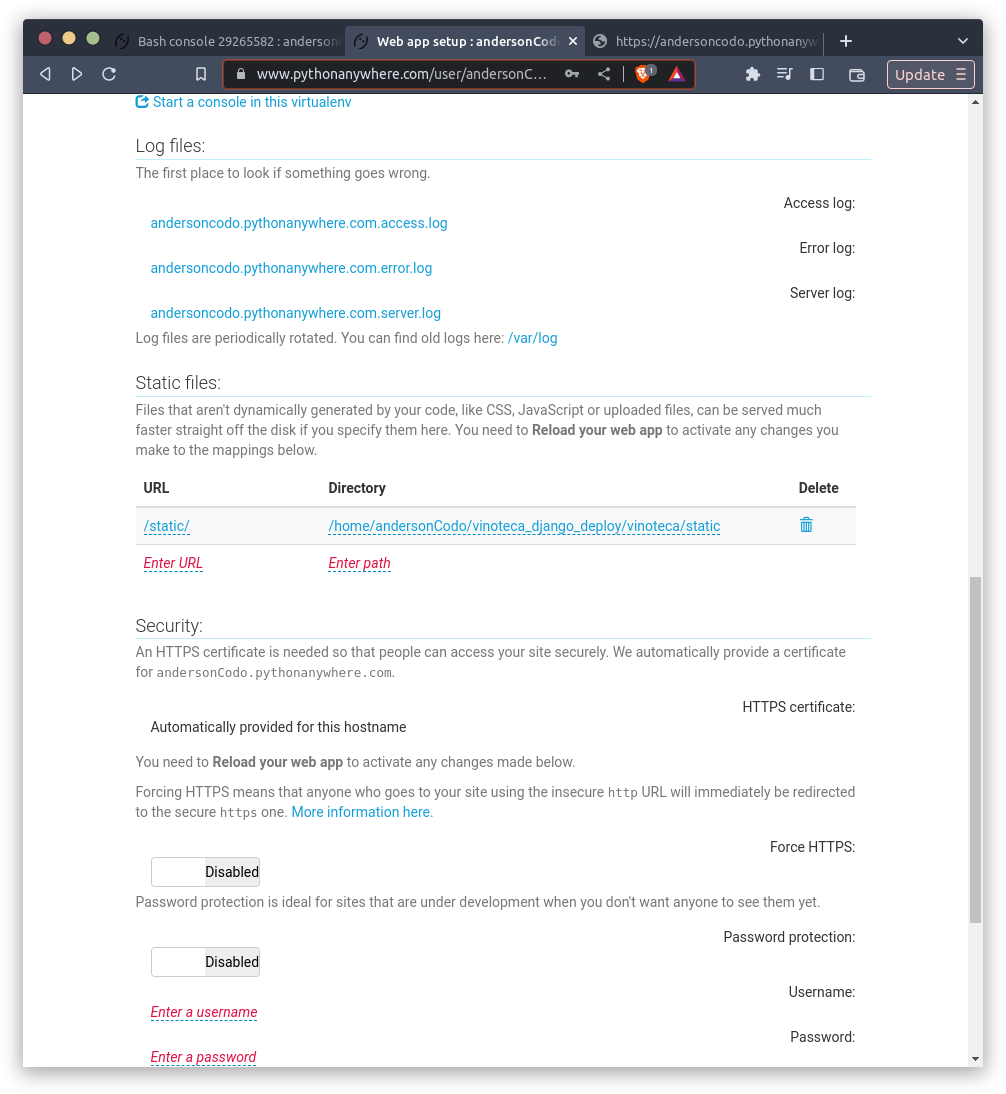 Bash console 29265582 : anderson
Web app setup : andersonCod
https://andersoncodo.pythonanyw
www.pythonanywhere.com/user/andersonC...
1
Update
Start a console in this virtualenv
Log files:
The first place to look if something goes wrong.
Access log:
andersoncodo.pythonanywhere.com.access.log
Error log:
andersoncodo.pythonanywhere.com.error.log
Server log:
andersoncodo.pythonanywhere.com.server.log
Log files are periodically rotated. You can find old logs here: /var/log
Static files:
Files that aren't dynamically generated by your code, like CSS, JavaScript or uploaded files, can be served much
faster straight off the disk if you specify them here. You need to Reload your web app to activate any changes you
make to the mappings below.
URL Directory Delete
/static/ /home/andersonCodo/vinoteca_django_deploy/vinoteca/static
Enter URL Enter path
Security:
An HTTPS certificate is needed so that people can access your site securely. We automatically provide a certificate
for andersonCodo.pythonanywhere.com.
HTTPS certificate:
Automatically provided for this hostname
You need to Reload your web app to activate any changes made below.
Forcing HTTPS means that anyone who goes to your site using the insecure http URL will immediately be redirected
to the secure https one. More information here.
Force HTTPS:
Disabled
Password protection is ideal for sites that are under development when you don't want anyone to see them yet.
Password protection:
Disabled
Username:
Enter a username
Password:
Enter a password